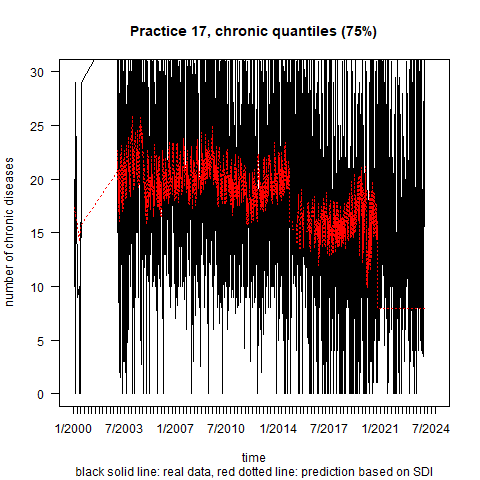 Practice 17, chronic quantiles (75%)
number of chronic diseases
30
25
20
15
10
5
0
1/2000 7/2003 1/2007 7/2010 1/2014 7/2017 1/2021 7/2024
time
black solid line: real data, red dotted line: prediction based on SDI